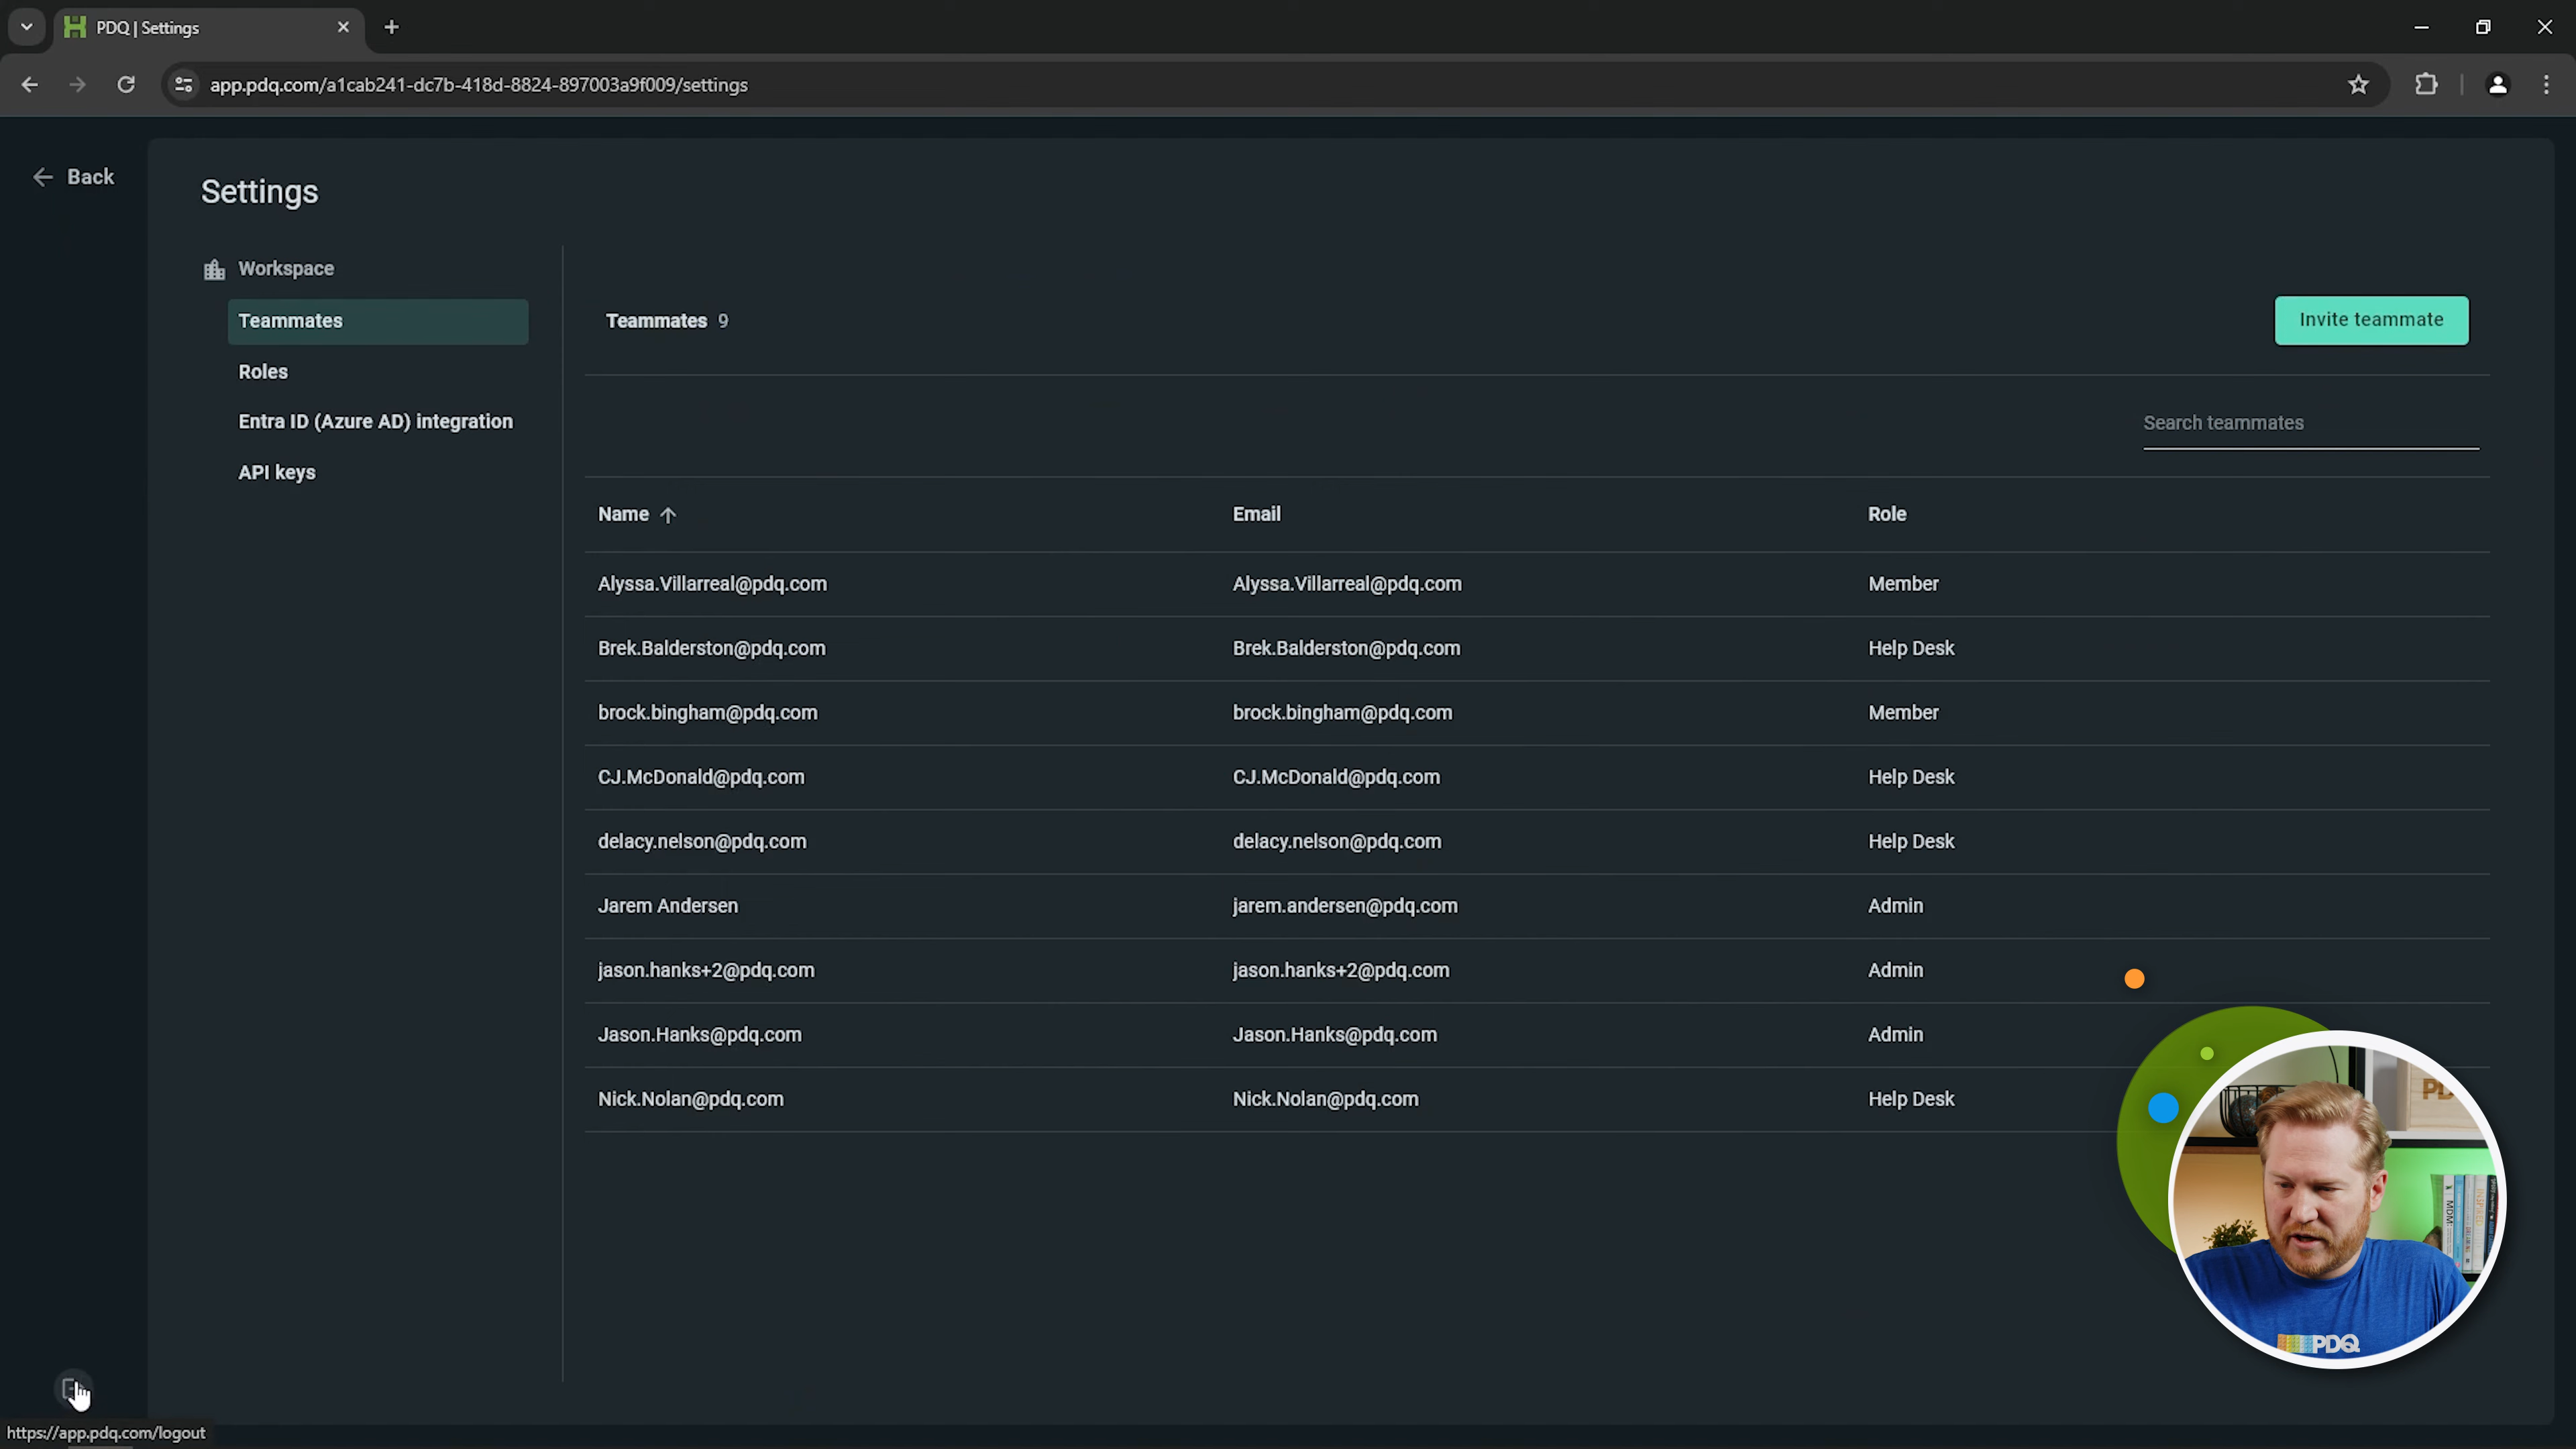 PDQ | Settings
app.pdq.com/a1cab241-dc7b-418d-8824-897003a9f009/settings
Back
Settings
Workspace
Teammates
Roles
Entra ID (Azure AD) integration
API keys
Teammates 9
Invite teammate
Search teammates
Name Email Role
Alyssa.Villarreal@pdq.com Alyssa.Villarreal@pdq.com Member
Brek.Balderston@pdq.com Brek.Balderston@pdq.com Help Desk
brock.bingham@pdq.com brock.bingham@pdq.com Member
CJ.McDonald@pdq.com CJ.McDonald@pdq.com Help Desk
delacy.nelson@pdq.com delacy.nelson@pdq.com Help Desk
Jarem Andersen jarem.andersen@pdq.com Admin
jason.hanks+2@pdq.com jason.hanks+2@pdq.com Admin
Jason.Hanks@pdq.com Jason.Hanks@pdq.com Admin
Nick.Nolan@pdq.com Nick.Nolan@pdq.com Help Desk
MDM
PDQ
https://app.pdq.com/logout